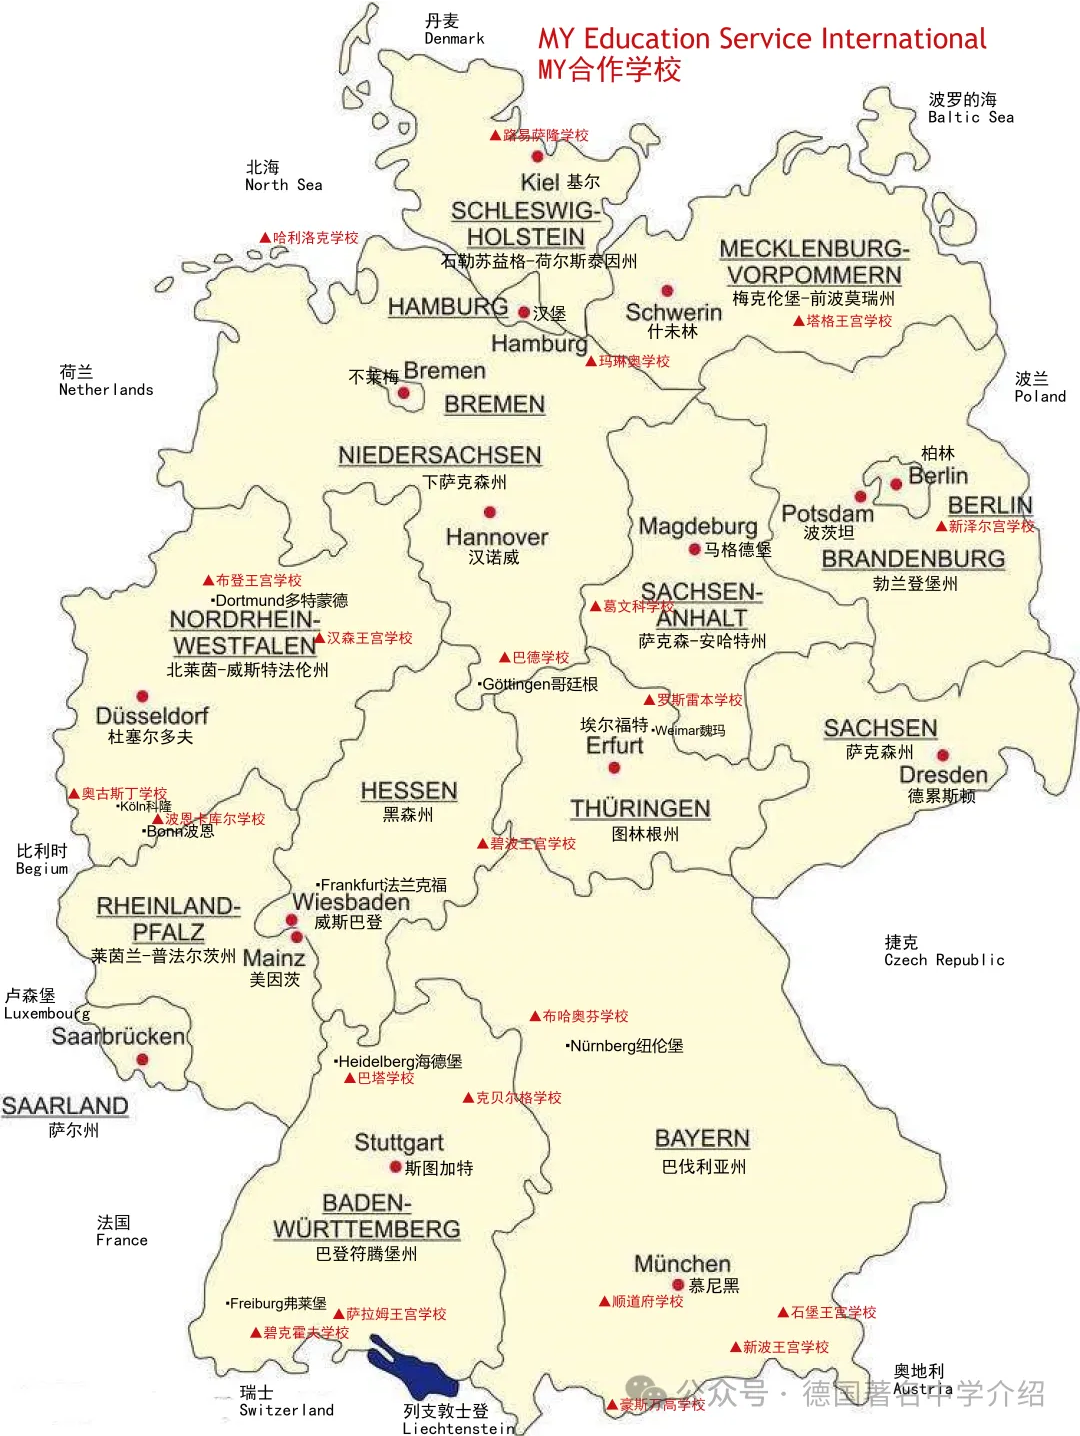 丹麦
Denmark
MY Education Service International
MY合作学校
波罗的海
Baltic Sea
▲路易萨隆学校
北海
North Sea
Kiel 基尔
SCHLESWIG-
HOLSTEIN
石勒苏益格-荷尔斯泰因州
▲哈利洛克学校
MECKLENBURG-
VORPOMMERN
梅克伦堡-前波莫瑞州
▲塔格王宫学校
Schwerin
什未林
HAMBURG
汉堡
Hamburg
▲玛琳奥学校
荷兰
Netherlands
不莱梅
Bremen
BREMEN
波兰
Poland
NIEDERSACHSEN
下萨克森州
柏林
Berlin
BERLIN
▲新泽尔宫学校
Potsdam
波茨坦
BRANDENBURG
勃兰登堡州
Hannover
汉诺威
Magdeburg
马格德堡
SACHSEN-
ANHALT
▲葛文科学校
萨克森-安哈特州
▲布登王宫学校
·Dortmund多特蒙德
NORDRHEIN-
WESTFALEN
▲汉森王宫学校
北莱茵-威斯特法伦州
▲巴德学校
·Göttingen哥廷根
▲罗斯雷本学校
Düsseldorf
杜塞尔多夫
埃尔福特
·Weimar魏玛
Erfurt
SACHSEN
萨克森州
Dresden
德累斯顿
HESSEN
黑森州
THÜRINGEN
图林根州
▲奥古斯丁学校
·Köln科隆
▲波恩卡库尔学校
·Bonn波恩
▲碧波王宫学校
比利时
Begium
·Frankfurt法兰克福
Wiesbaden
威斯巴登
RHEINLAND-
PFALZ
莱茵兰-普法尔茨州
Mainz
美因茨
捷克
Czech Republic
卢森堡
Luxembourg
Saarbrücken
SAARLAND
萨尔州
▲布哈奥芬学校
·Nürnberg纽伦堡
·Heidelberg海德堡
▲巴塔学校
▲克贝尔格学校
Stuttgart
斯图加特
BAYERN
巴伐利亚州
BADEN-
WÜRTTEMBERG
巴登符腾堡州
法国
France
München
慕尼黑
▲顺道府学校
▲石堡王宫学校
▲新波王宫学校
·Freiburg弗莱堡
▲萨拉姆王宫学校
▲碧克霍夫学校
瑞士
Switzerland
列支敦士登
Liechtenstein
奥地利
Austria
▲豪斯万高学校
公众号·德国著名中学介绍